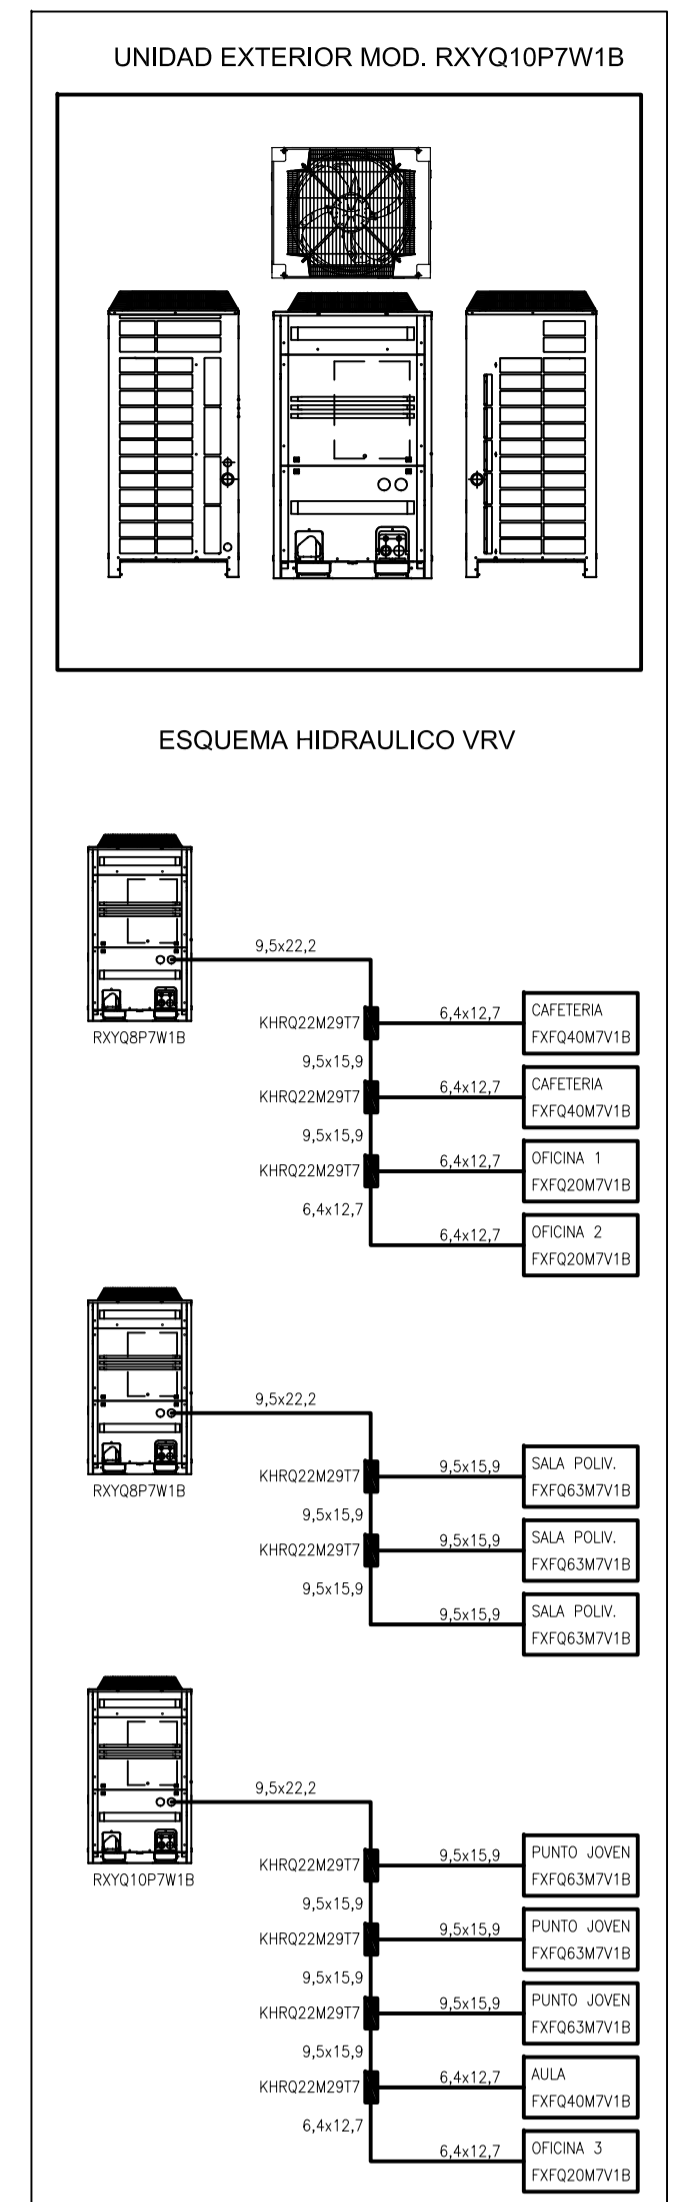 UNIDAD EXTERIOR MOD. RXYQ10P7W1B
ESQUEMA HIDRAULICO VRV
9,5x22,2
RXYQ8P7W1B
KHRQ22M29T7
6,4x12,7
CAFETERIA
FXFQ40M7V1B
9,5x15,9
KHRQ22M29T7
6,4x12,7
CAFETERIA
FXFQ40M7V1B
9,5x15,9
KHRQ22M29T7
6,4x12,7
OFICINA 1
FXFQ20M7V1B
6,4x12,7
6,4x12,7
OFICINA 2
FXFQ20M7V1B
9,5x22,2
RXYQ8P7W1B
KHRQ22M29T7
9,5x15,9
SALA POLIV.
FXFQ63M7V1B
9,5x15,9
KHRQ22M29T7
9,5x15,9
SALA POLIV.
FXFQ63M7V1B
9,5x15,9
9,5x15,9
SALA POLIV.
FXFQ63M7V1B
9,5x22,2
RXYQ10P7W1B
KHRQ22M29T7
9,5x15,9
PUNTO JOVEN
FXFQ63M7V1B
9,5x15,9
KHRQ22M29T7
9,5x15,9
PUNTO JOVEN
FXFQ63M7V1B
9,5x15,9
KHRQ22M29T7
9,5x15,9
PUNTO JOVEN
FXFQ63M7V1B
9,5x15,9
KHRQ22M29T7
6,4x12,7
AULA
FXFQ40M7V1B
6,4x12,7
6,4x12,7
OFICINA 3
FXFQ20M7V1B